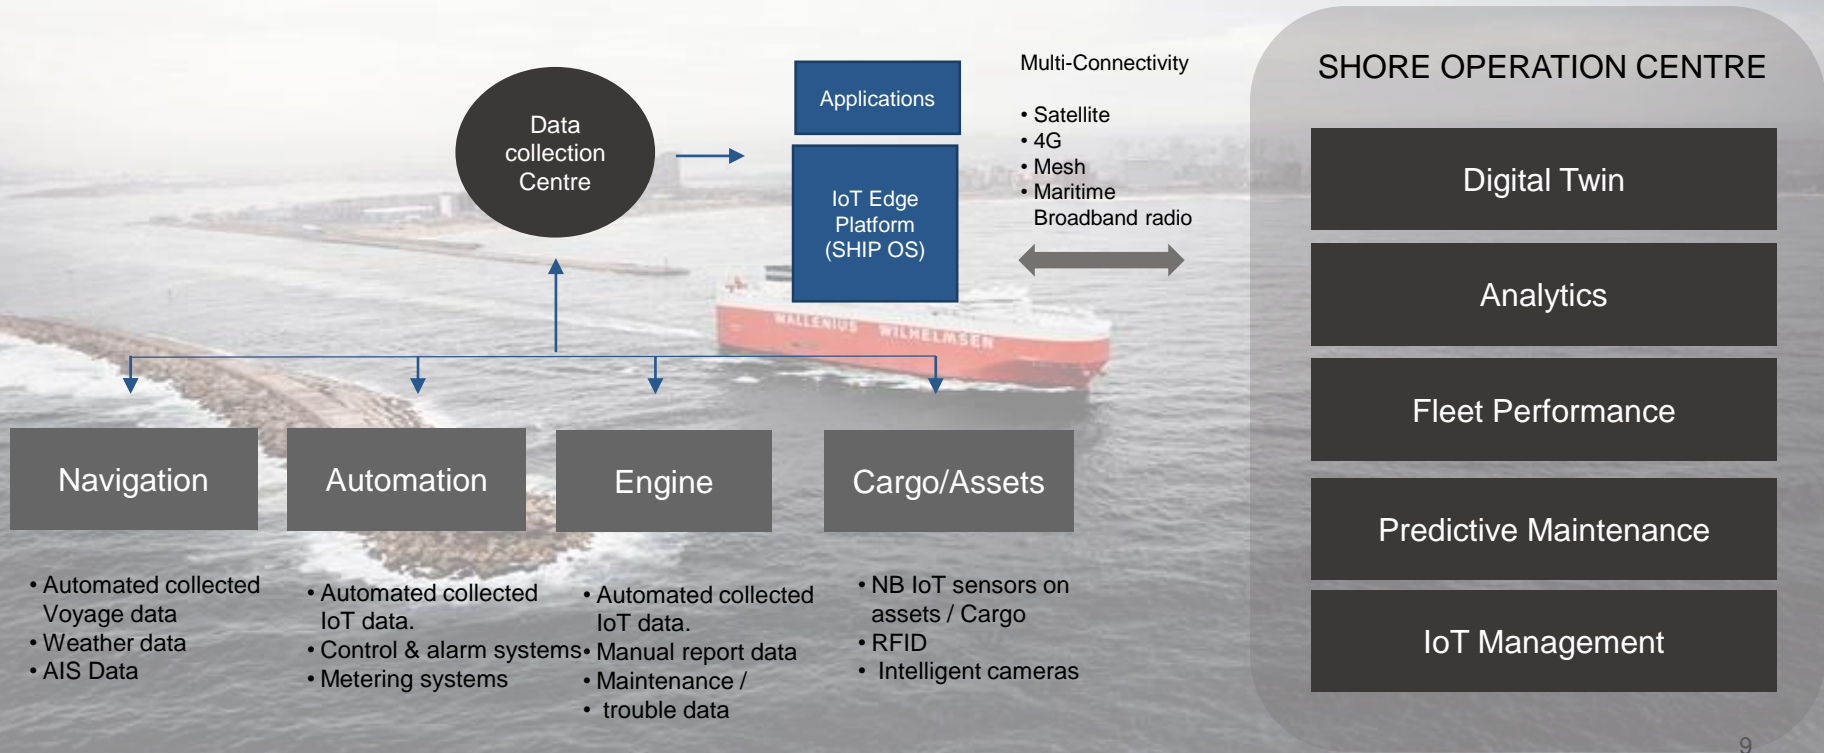 Data
collection
Centre
Applications
IoT Edge
Platform
(SHIP OS)
Multi-Connectivity
• Satellite
• 4G
• Mesh
• Maritime
Broadband radio
WALLENIUS WILHELMSEN
Navigation
Automation
Engine
Cargo/Assets
• Automated collected
Voyage data
• Weather data
• AIS Data
• Automated collected
IoT data.
• Control & alarm systems
• Metering systems
• Automated collected
IoT data.
• Manual report data
• Maintenance /
• trouble data
• NB IoT sensors on
assets / Cargo
• RFID
• Intelligent cameras
SHORE OPERATION CENTRE
Digital Twin
Analytics
Fleet Performance
Predictive Maintenance
IoT Management
9